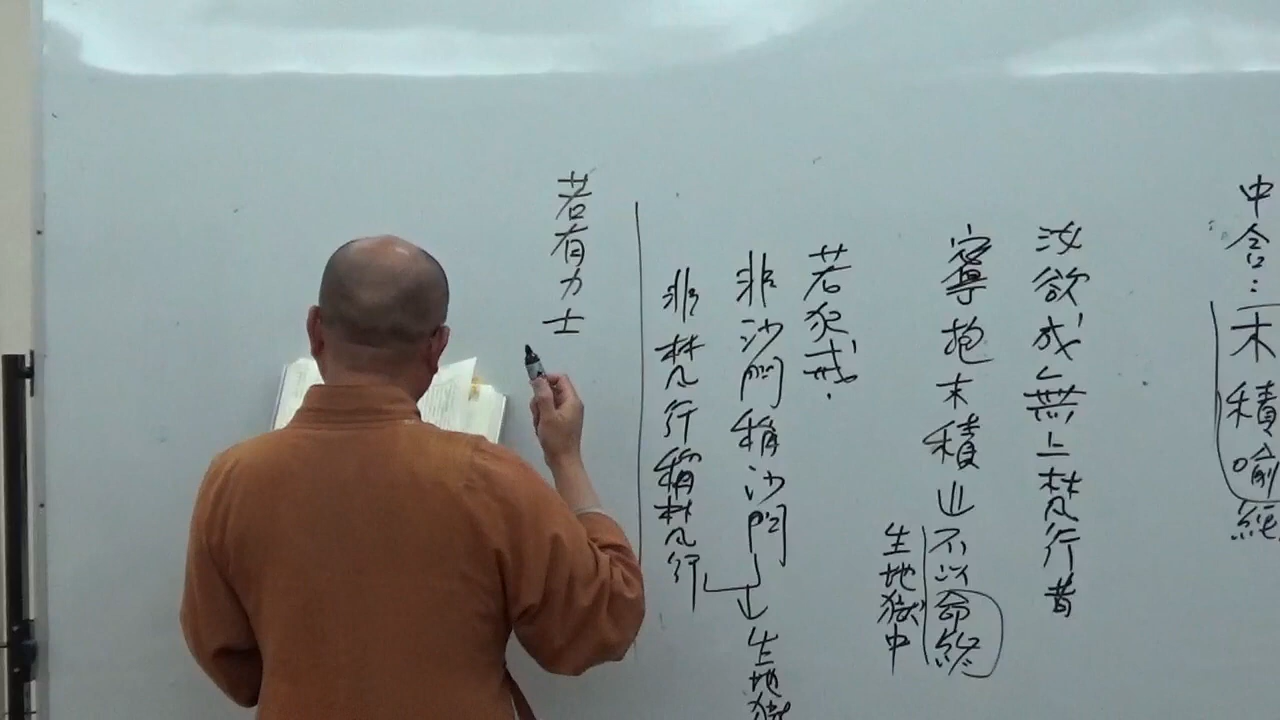 中含：木積喻經
汝欲成無上梵行者
寧抱木積火不以命終
生地獄中
若犯戒.
非沙門稱沙門
非梵行稱梵行
生地獄
若有力士